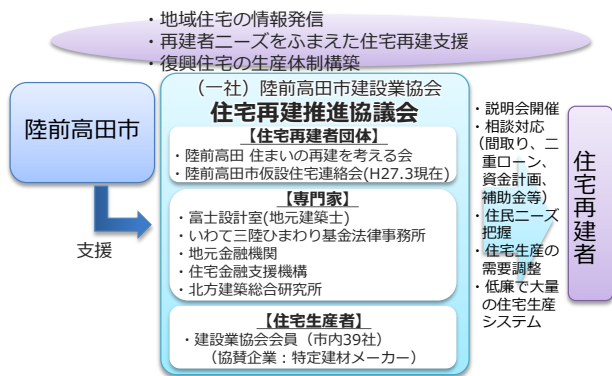 ・地域住宅の情報発信
・再建者ニーズをふまえた住宅再建支援
・復興住宅の生産体制構築
陸前高田市
支援
(一社)陸前高田市建設業協会
住宅再建推進協議会
【住宅再建者団体】
・陸前高田 住まいの再建を考える会
・陸前高田市仮設住宅連絡会(H27.3現在)
【専門家】
・富士設計室(地元建築士)
・いわて三陸ひまわり基金法律事務所
・地元金融機関
・住宅金融支援機構
・北方建築総合研究所
【住宅生産者】
・建設業協会会員(市内39社)
(協賛企業:特定建材メーカー)
・説明会開催
・相談対応
(間取り、二
重ローン、
資金計画、
補助金等)
・住民ニーズ
把握
・住宅生産の
需要調整
・低廉で大量
の住宅生産
システム
住宅再建者